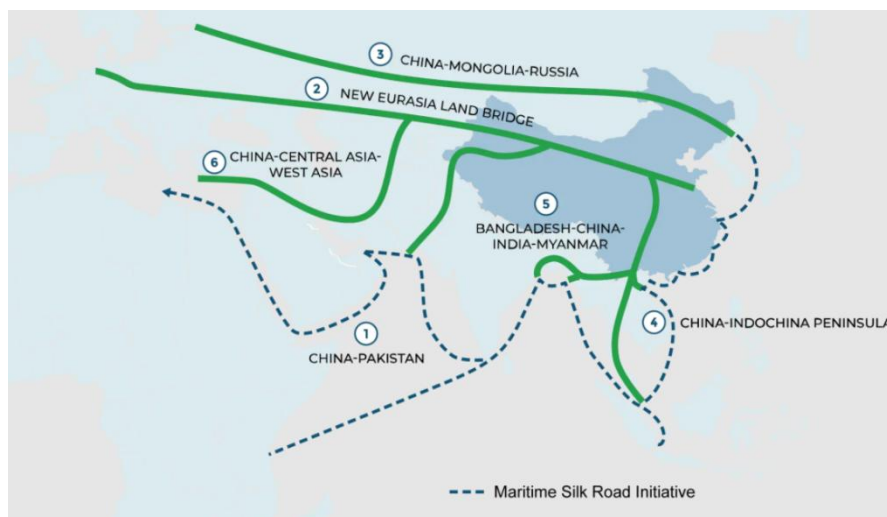 3
CHINA-MONGOLIA-RUSSIA
2
NEW EURASIA LAND BRIDGE
6
CHINA-CENTRAL ASIA-
WEST ASIA
5
BANGLADESH-CHINA-
INDIA-MYANMAR
1
CHINA-PAKISTAN
4
CHINA-INDOCHINA PENINSULA
Maritime Silk Road Initiative